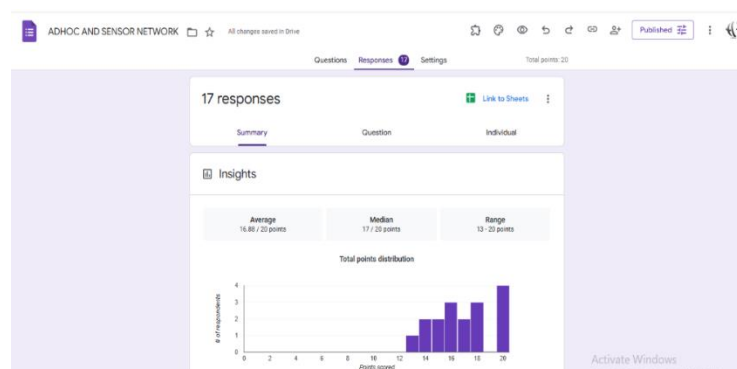 ADHOC AND SENSOR NETWORK All changes saved in Drive Published
Questions Responses 17 Settings Total points: 20
17 responses Link to Sheets
Summary Question Individual
Insights
Average Median Range
16.88 / 20 points 17 / 20 points 13 - 20 points
Total points distribution
# of respondents
4
3
2
1
0
0 2 4 6 8 10 12 14 16 18 20
Points scored
Activate Windows